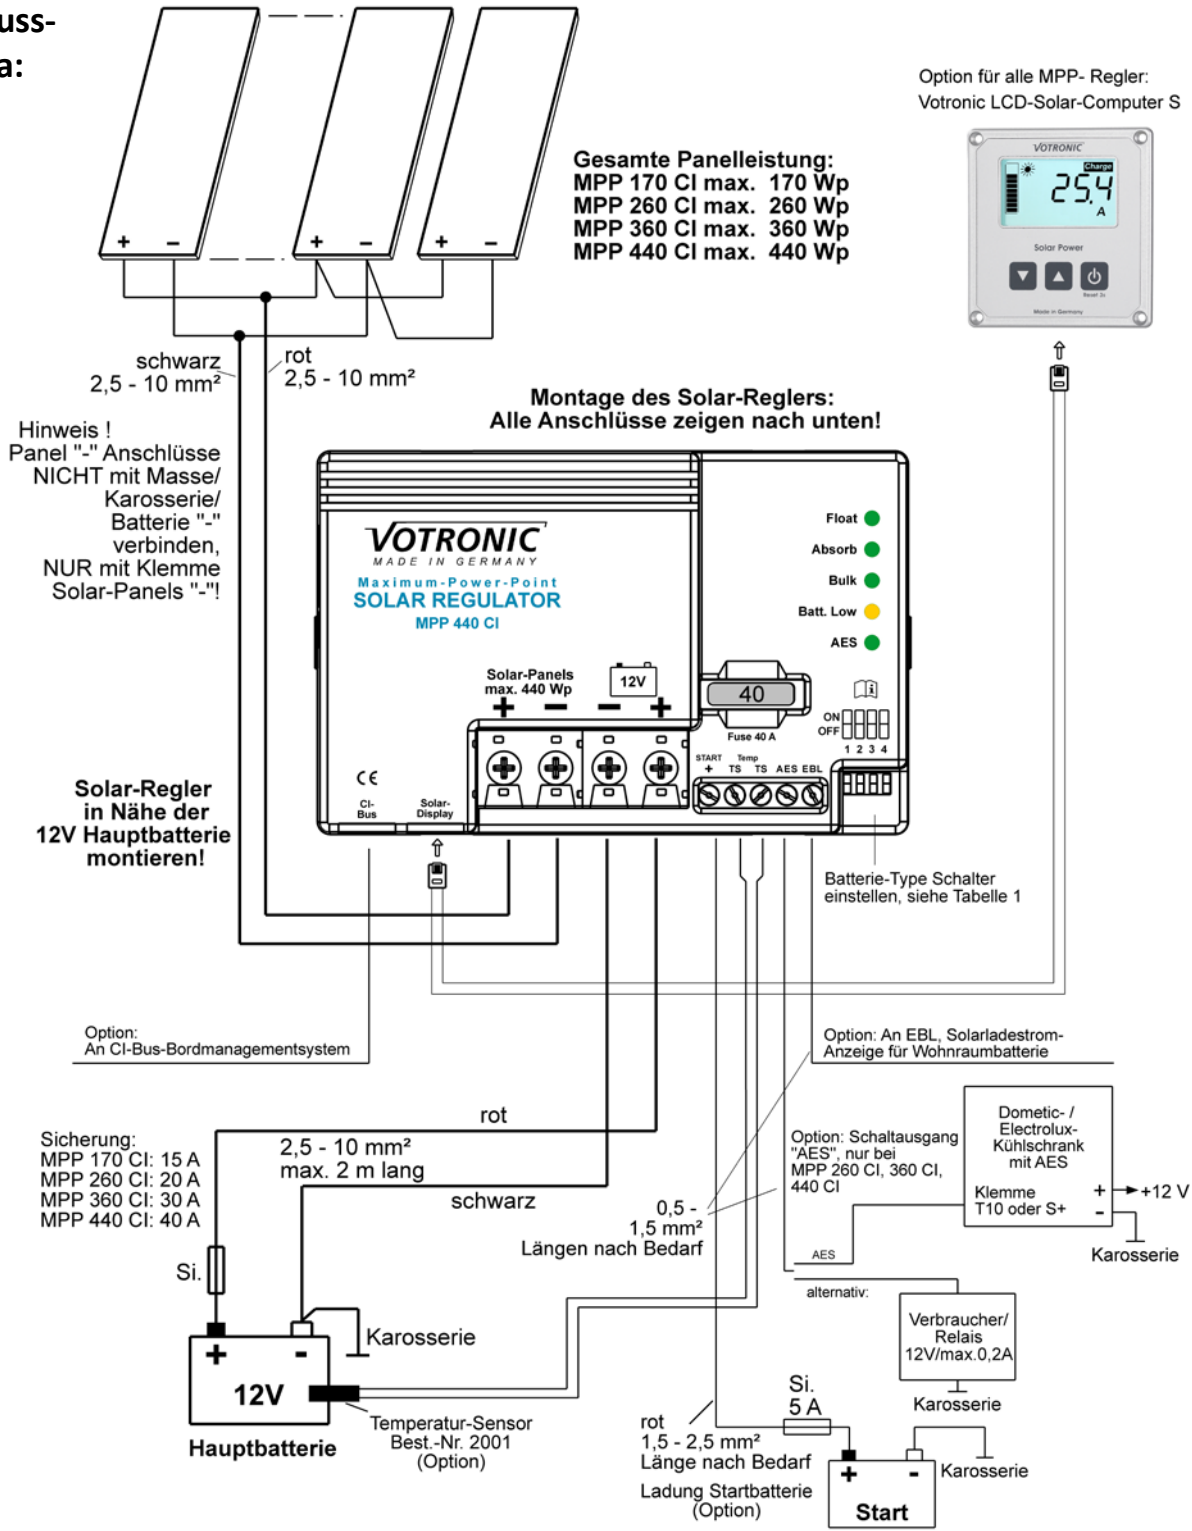 uss-
a:
Option für alle MPP- Regler:
Votronic LCD-Solar-Computer S
VOTRONIC
Charge
25.4
A
Solar Power
Reset 3s
Made in Germany
Gesamte Panelleistung:
MPP 170 CI max. 170 Wp
MPP 260 CI max. 260 Wp
MPP 360 CI max. 360 Wp
MPP 440 CI max. 440 Wp
+ −
+ −
+ −
schwarz
2,5 - 10 mm²
rot
2,5 - 10 mm²
Montage des Solar-Reglers:
Alle Anschlüsse zeigen nach unten!
Hinweis !
Panel "-" Anschlüsse
NICHT mit Masse/
Karosserie/
Batterie "-"
verbinden,
NUR mit Klemme
Solar-Panels "-"!
VOTRONIC
MADE IN GERMANY
Maximum-Power-Point
SOLAR REGULATOR
MPP 440 CI
Float
Absorb
Bulk
Batt. Low
AES
Solar-Panels
max. 440 Wp
12V
+ − − +
40
Fuse 40 A
ON
OFF
1 2 3 4
START
+
Temp
TS TS AES EBL
CE
CI-
Bus
Solar-
Display
Solar-Regler
in Nähe der
12V Hauptbatterie
montieren!
Batterie-Type Schalter
einstellen, siehe Tabelle 1
Option:
An CI-Bus-Bordmanagementsystem
Option: An EBL, Solarladestrom-
Anzeige für Wohnraumbatterie
rot
2,5 - 10 mm²
max. 2 m lang
schwarz
Sicherung:
MPP 170 CI: 15 A
MPP 260 CI: 20 A
MPP 360 CI: 30 A
MPP 440 CI: 40 A
Si.
Option: Schaltausgang
"AES", nur bei
MPP 260 CI, 360 CI,
440 CI
Dometic- /
Electrolux-
Kühlschrank
mit AES
Klemme
T10 oder S+
+
-
+12 V
Karosserie
0,5 -
1,5 mm²
Längen nach Bedarf
AES
alternativ:
Verbraucher/
Relais
12V/max.0,2A
Karosserie
Karosserie
+ -
12V
Hauptbatterie
Temperatur-Sensor
Best.-Nr. 2001
(Option)
Si.
5 A
rot
1,5 - 2,5 mm²
Länge nach Bedarf
Ladung Startbatterie
(Option)
+ -
Start
Karosserie